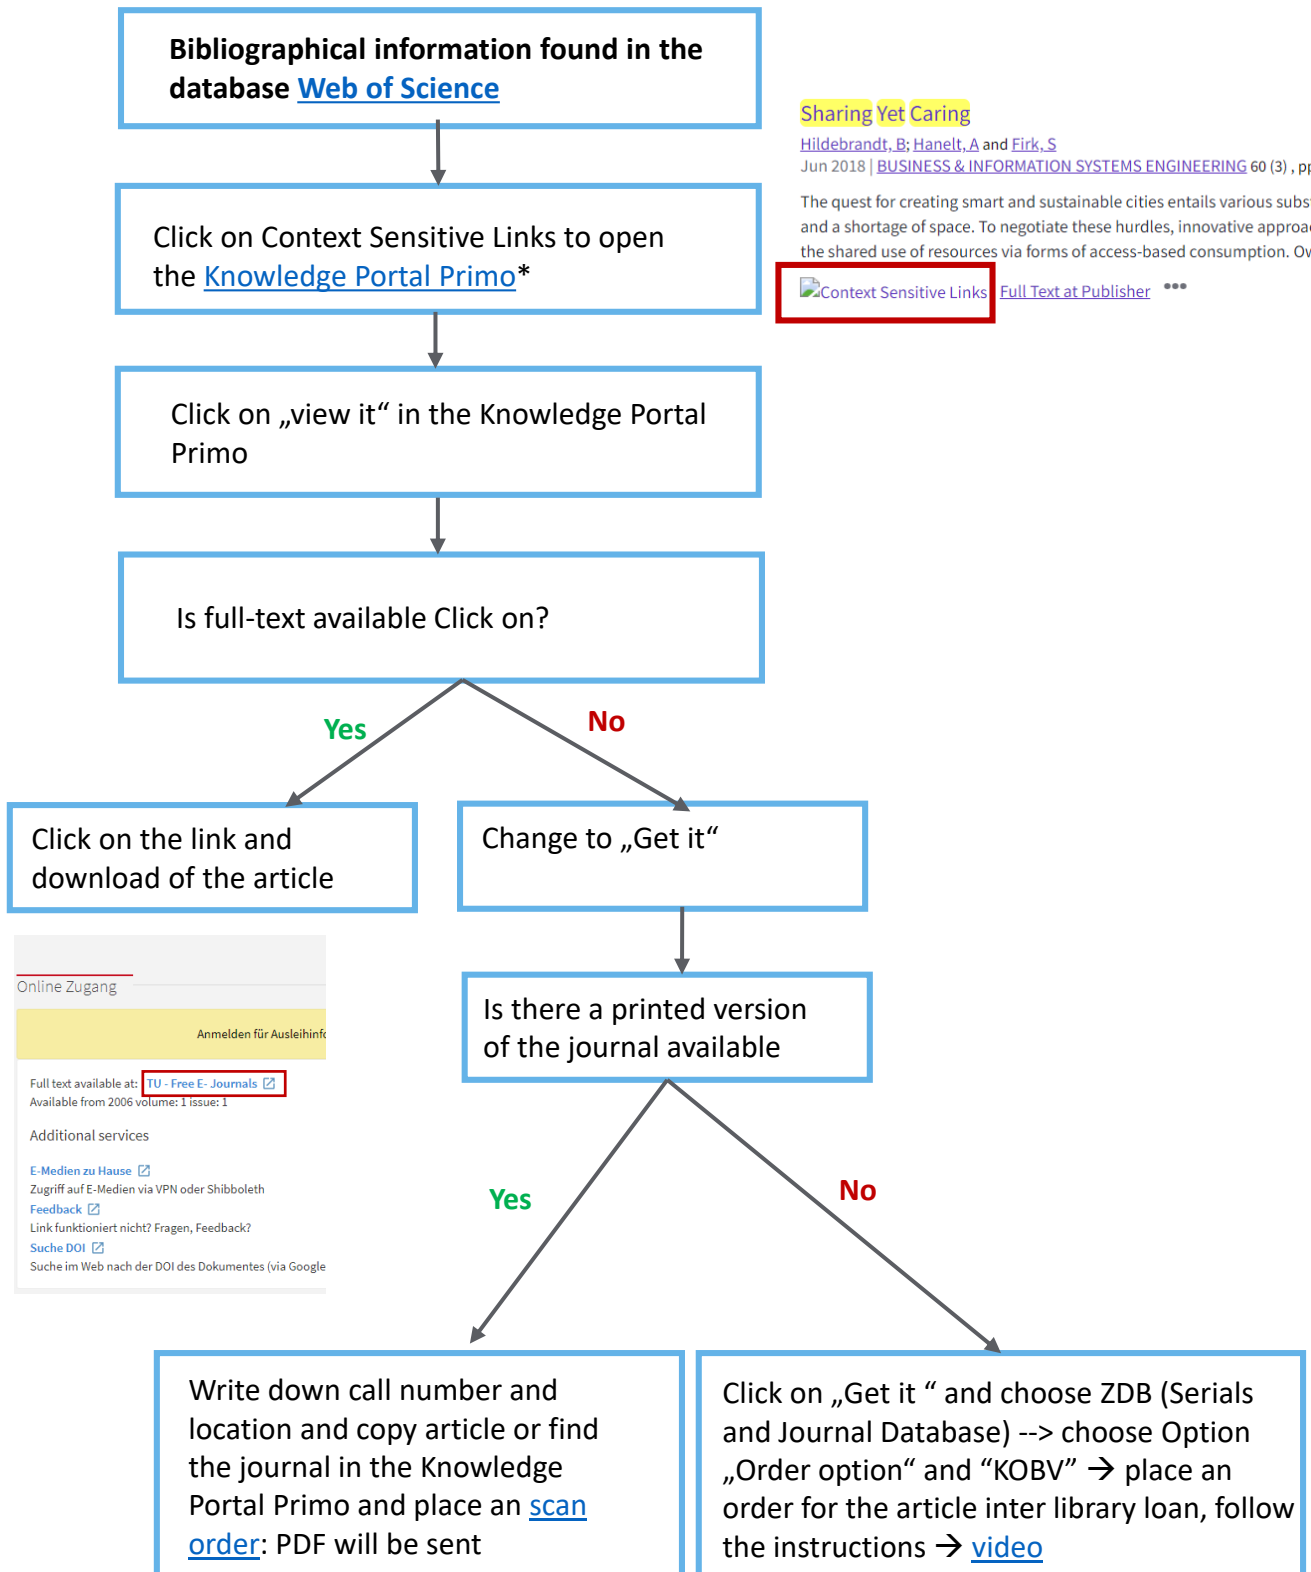 Bibliographical information found in the
database Web of Science
Sharing Yet Caring
Hildebrandt, B; Hanelt, A and Firk, S
Jun 2018 | BUSINESS & INFORMATION SYSTEMS ENGINEERING 60 (3) , pp
The quest for creating smart and sustainable cities entails various subs
and a shortage of space. To negotiate these hurdles, innovative approa
the shared use of resources via forms of access-based consumption. Ow
Context Sensitive Links Full Text at Publisher •••
Click on Context Sensitive Links to open
the Knowledge Portal Primo*
Click on „view it“ in the Knowledge Portal
Primo
Is full-text available Click on?
Yes
No
Click on the link and
download of the article
Change to „Get it“
Online Zugang
Anmelden für Ausleihinfo
Full text available at: TU - Free E- Journals
Available from 2006 volume: 1 issue: 1
Additional services
E-Medien zu Hause
Zugriff auf E-Medien via VPN oder Shibboleth
Feedback
Link funktioniert nicht? Fragen, Feedback?
Suche DOI
Suche im Web nach der DOI des Dokumentes (via Google
Is there a printed version
of the journal available
Yes
No
Write down call number and
location and copy article or find
the journal in the Knowledge
Portal Primo and place an scan
order: PDF will be sent
Click on „Get it “ and choose ZDB (Serials
and Journal Database) --> choose Option
„Order option“ and “KOBV” → place an
order for the article inter library loan, follow
the instructions → video